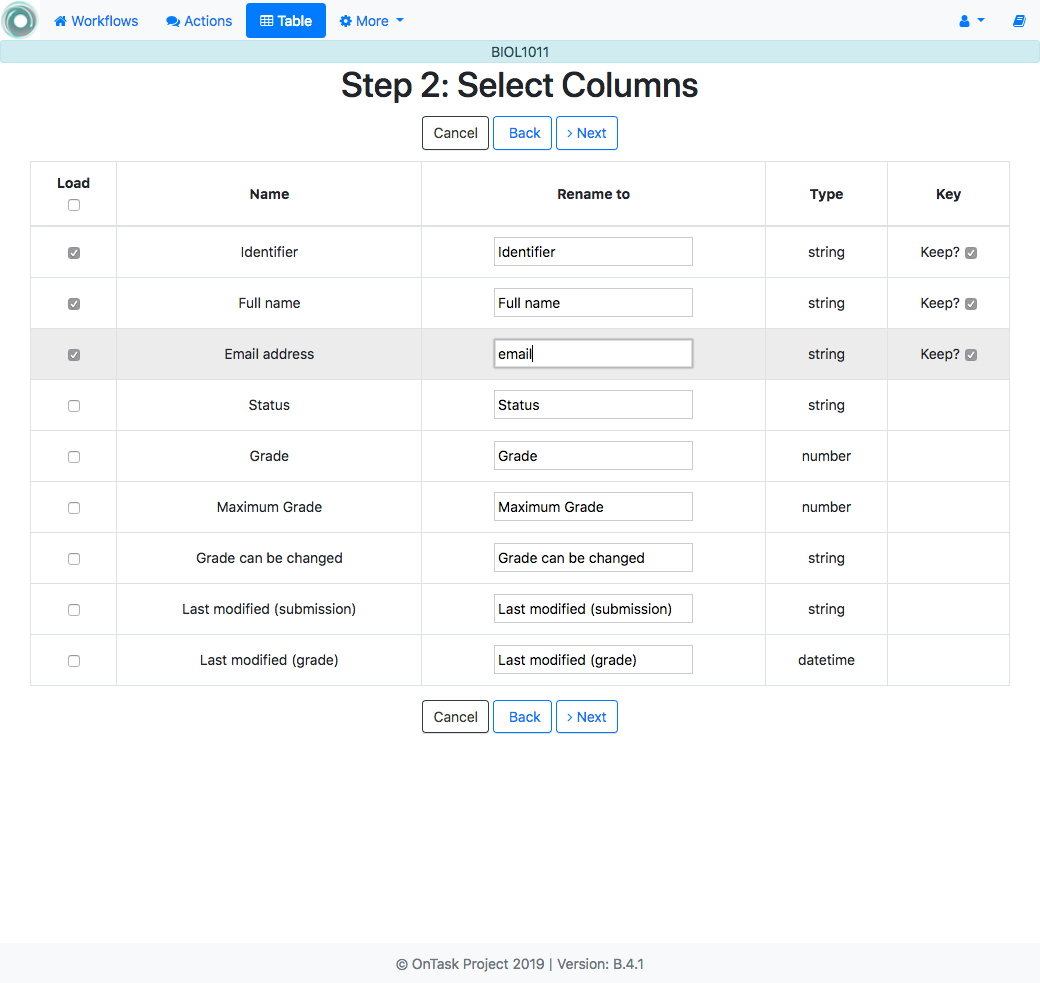 Workflows Actions Table More
BIOL1011
Step 2: Select Columns
Cancel Back Next
Load Name Rename to Type Key
Identifier Identifier string Keep?
Full name Full name string Keep?
Email address email string Keep?
Status Status string
Grade Grade number
Maximum Grade Maximum Grade number
Grade can be changed Grade can be changed string
Last modified (submission) Last modified (submission) string
Last modified (grade) Last modified (grade) datetime
Cancel Back Next
© OnTask Project 2019 | Version: B.4.1